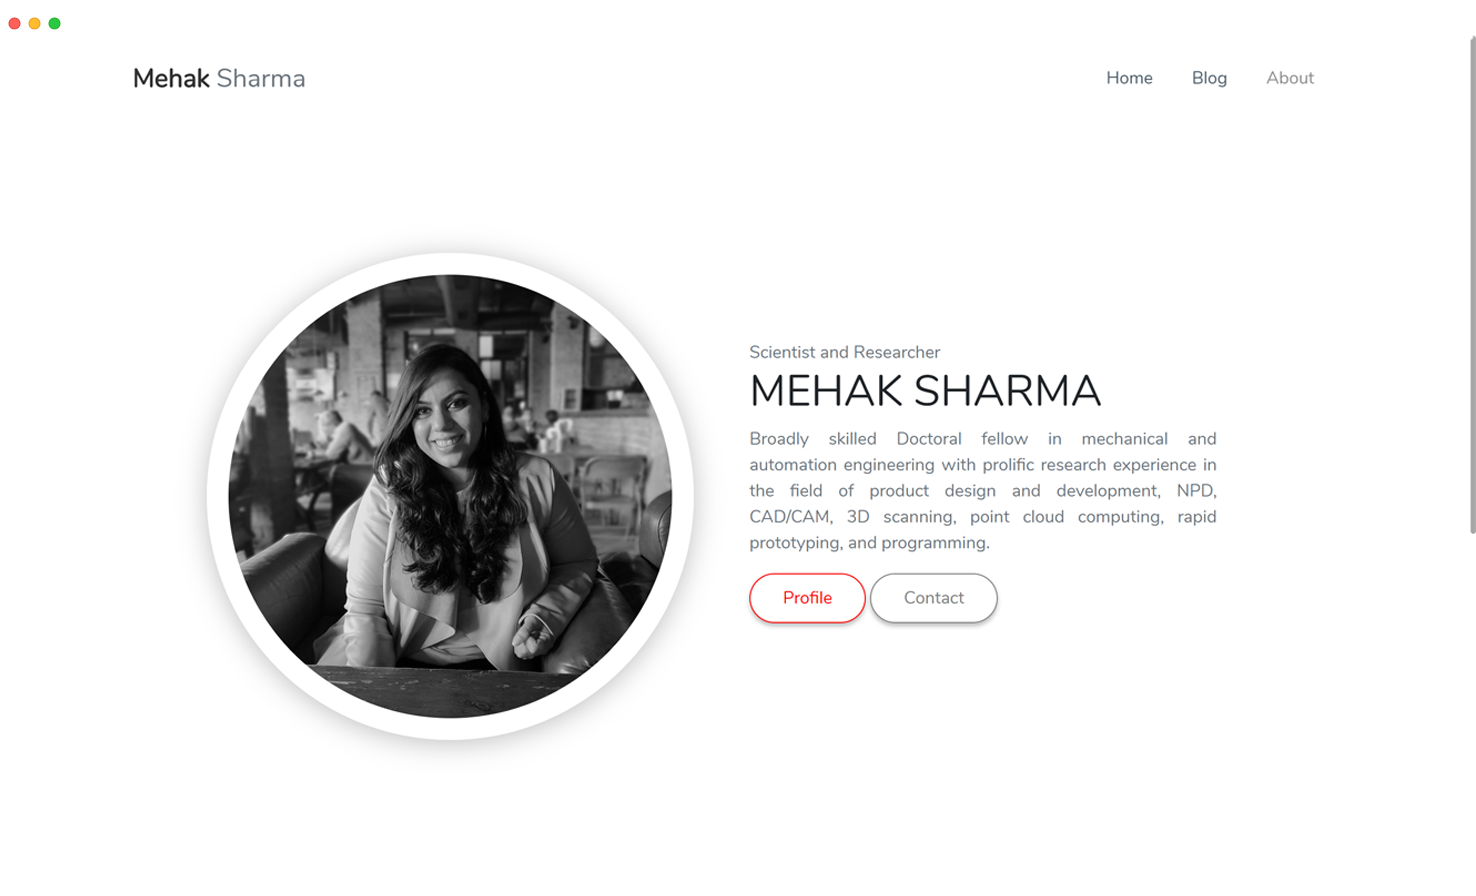 Mehak Sharma
Home Blog About
Scientist and Researcher
MEHAK SHARMA
Broadly skilled Doctoral fellow in mechanical and
automation engineering with prolific research experience in
the field of product design and development, NPD,
CAD/CAM, 3D scanning, point cloud computing, rapid
prototyping, and programming.
Profile Contact